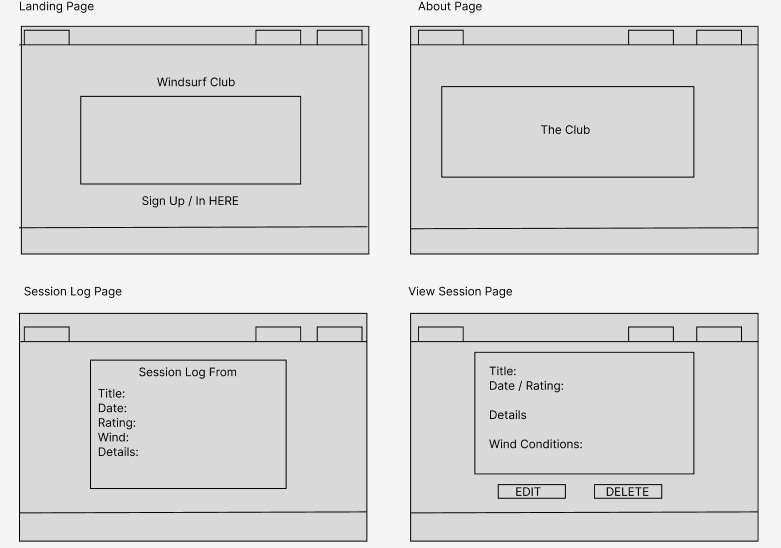 Landing Page
About Page
Windsurf Club
Sign Up / In HERE
The Club
Session Log Page
View Session Page
Session Log From
Title:
Date:
Rating:
Wind:
Details:
Title:
Date / Rating:
Details
Wind Conditions:
EDIT
DELETE